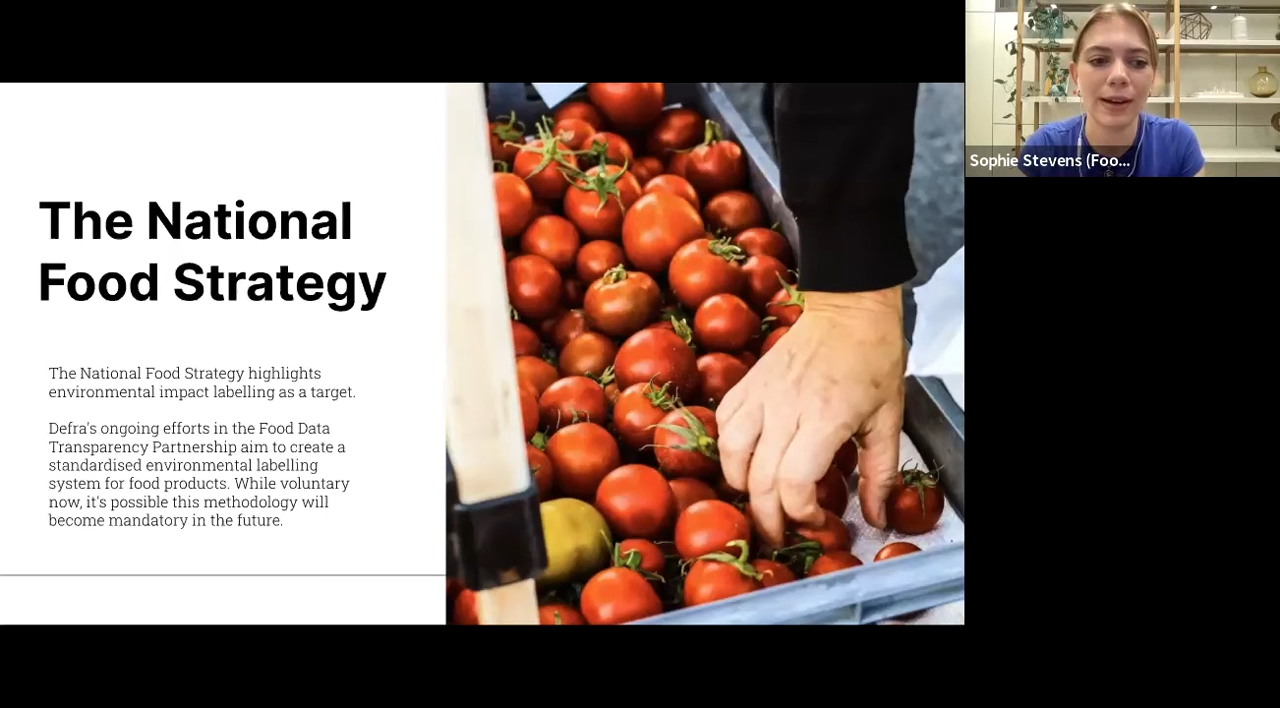 The National
Food Strategy
The National Food Strategy highlights
environmental impact labelling as a target.
Defra's ongoing efforts in the Food Data
Transparency Partnership aim to create a
standardised environmental labelling
system for food products. While voluntary
now, it's possible this methodology will
become mandatory in the future.
Sophie Stevens (Foo...